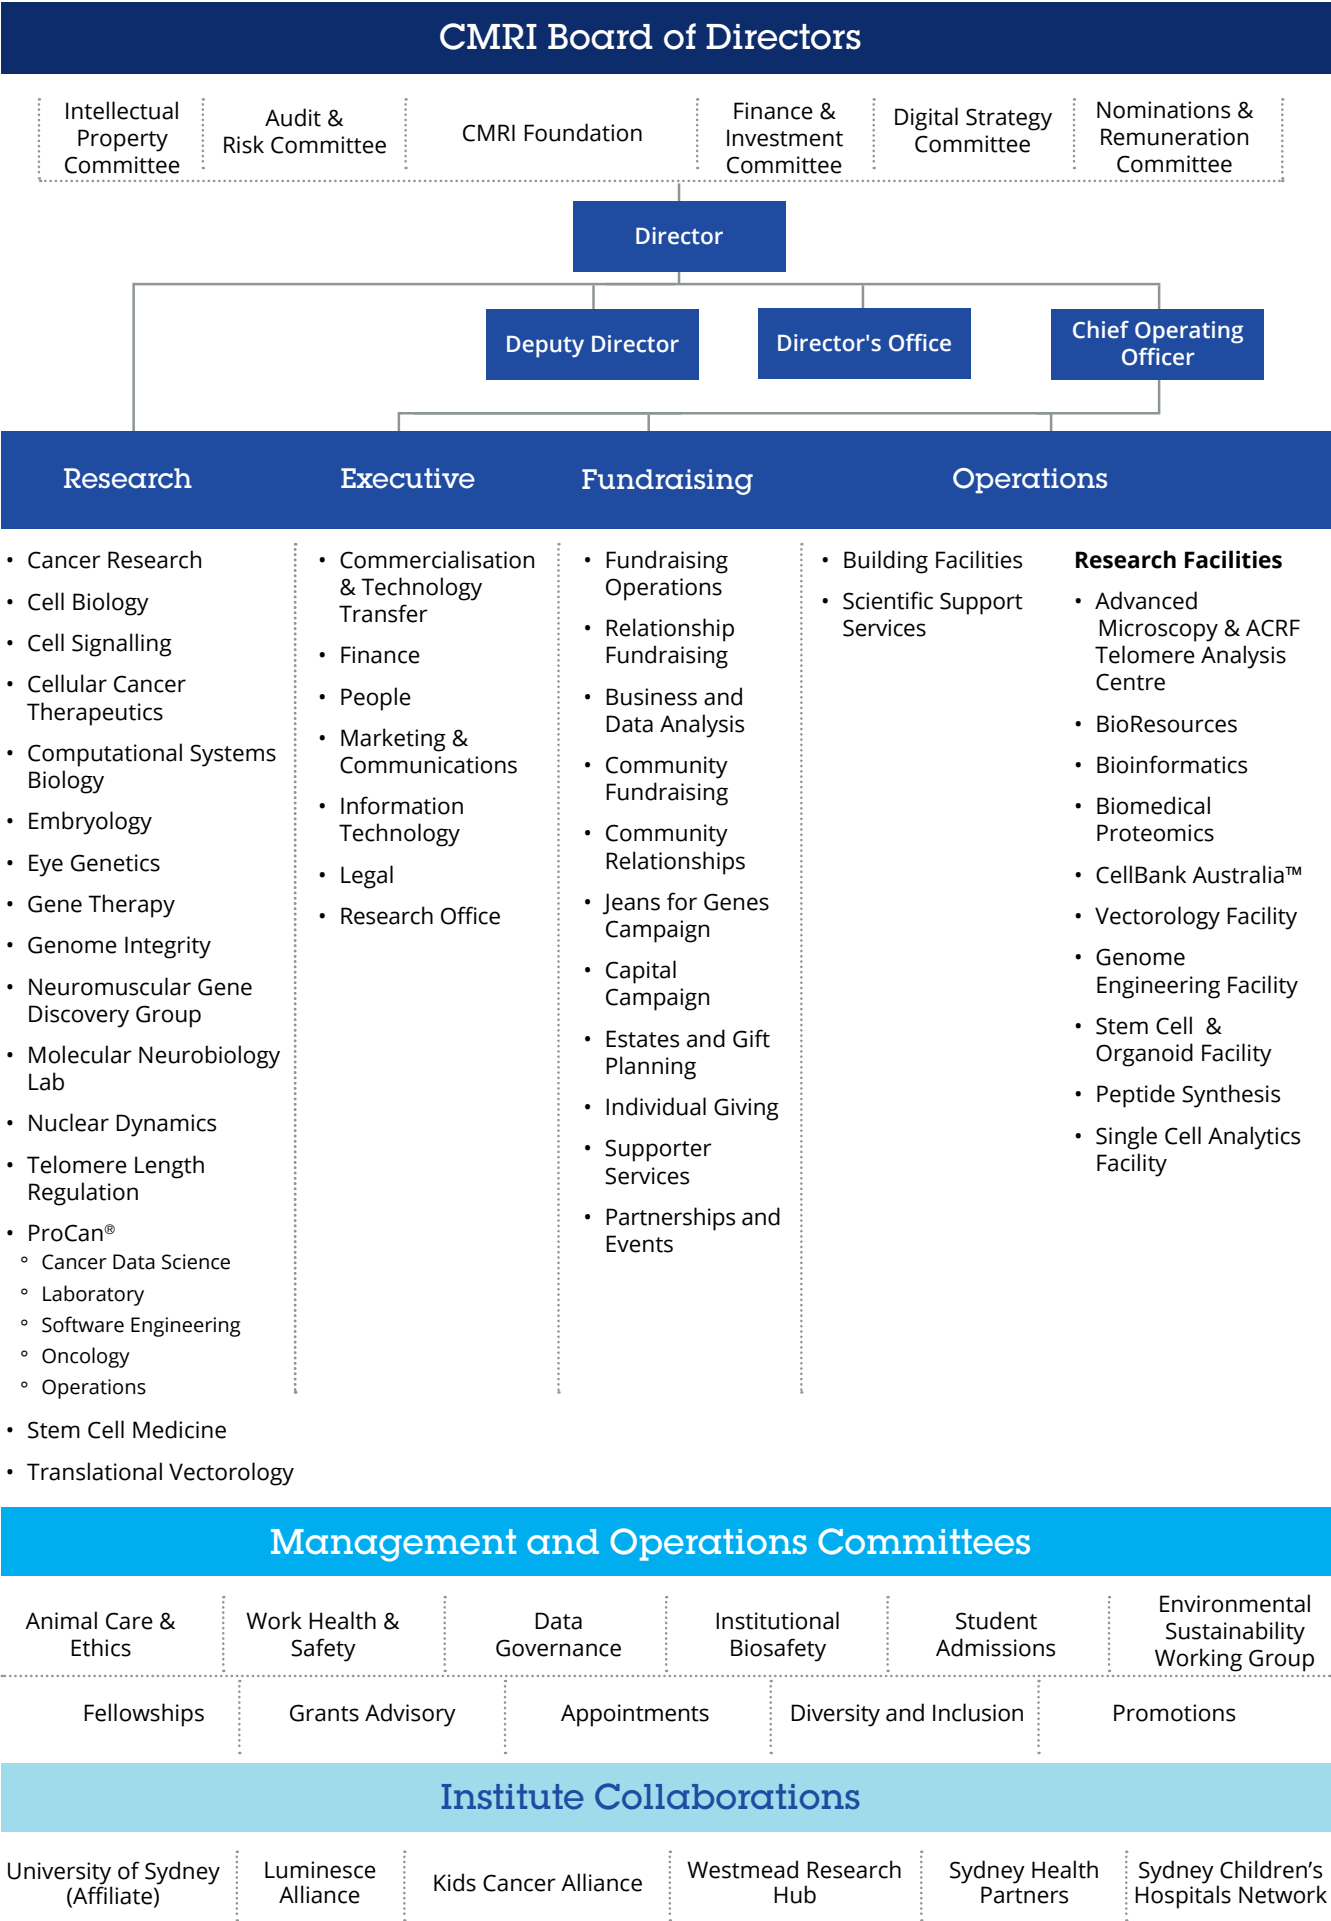 CMRI Board of Directors
Intellectual
Property
Committee
Audit &
Risk Committee
CMRI Foundation
Finance &
Investment
Committee
Digital Strategy
Committee
Nominations &
Remuneration
Committee
Director
Deputy Director
Director's Office
Chief Operating
Officer
Research
• Cancer Research
• Cell Biology
• Cell Signalling
• Cellular Cancer
Therapeutics
• Computational Systems
Biology
• Embryology
• Eye Genetics
• Gene Therapy
• Genome Integrity
• Neuromuscular Gene
Discovery Group
• Molecular Neurobiology
Lab
• Nuclear Dynamics
• Telomere Length
Regulation
• ProCan®
° Cancer Data Science
° Laboratory
° Software Engineering
° Oncology
° Operations
• Stem Cell Medicine
• Translational Vectorology
Executive
• Commercialisation
& Technology
Transfer
• Finance
• People
• Marketing &
Communications
• Information
Technology
• Legal
• Research Office
Fundraising
• Fundraising
Operations
• Relationship
Fundraising
• Business and
Data Analysis
• Community
Fundraising
• Community
Relationships
• Jeans for Genes
Campaign
• Capital
Campaign
• Estates and Gift
Planning
• Individual Giving
• Supporter
Services
• Partnerships and
Events
Operations
• Building Facilities
• Scientific Support
Services
Research Facilities
• Advanced
Microscopy & ACRF
Telomere Analysis
Centre
• BioResources
• Bioinformatics
• Biomedical
Proteomics
• CellBank Australia™
• Vectorology Facility
• Genome
Engineering Facility
• Stem Cell &
Organoid Facility
• Peptide Synthesis
• Single Cell Analytics
Facility
Management and Operations Committees
Animal Care &
Ethics
Work Health &
Safety
Data
Governance
Institutional
Biosafety
Student
Admissions
Environmental
Sustainability
Working Group
Fellowships
Grants Advisory
Appointments
Diversity and Inclusion
Promotions
Institute Collaborations
University of Sydney
(Affiliate)
Luminesce
Alliance
Kids Cancer Alliance
Westmead Research
Hub
Sydney Health
Partners
Sydney Children’s
Hospitals Network